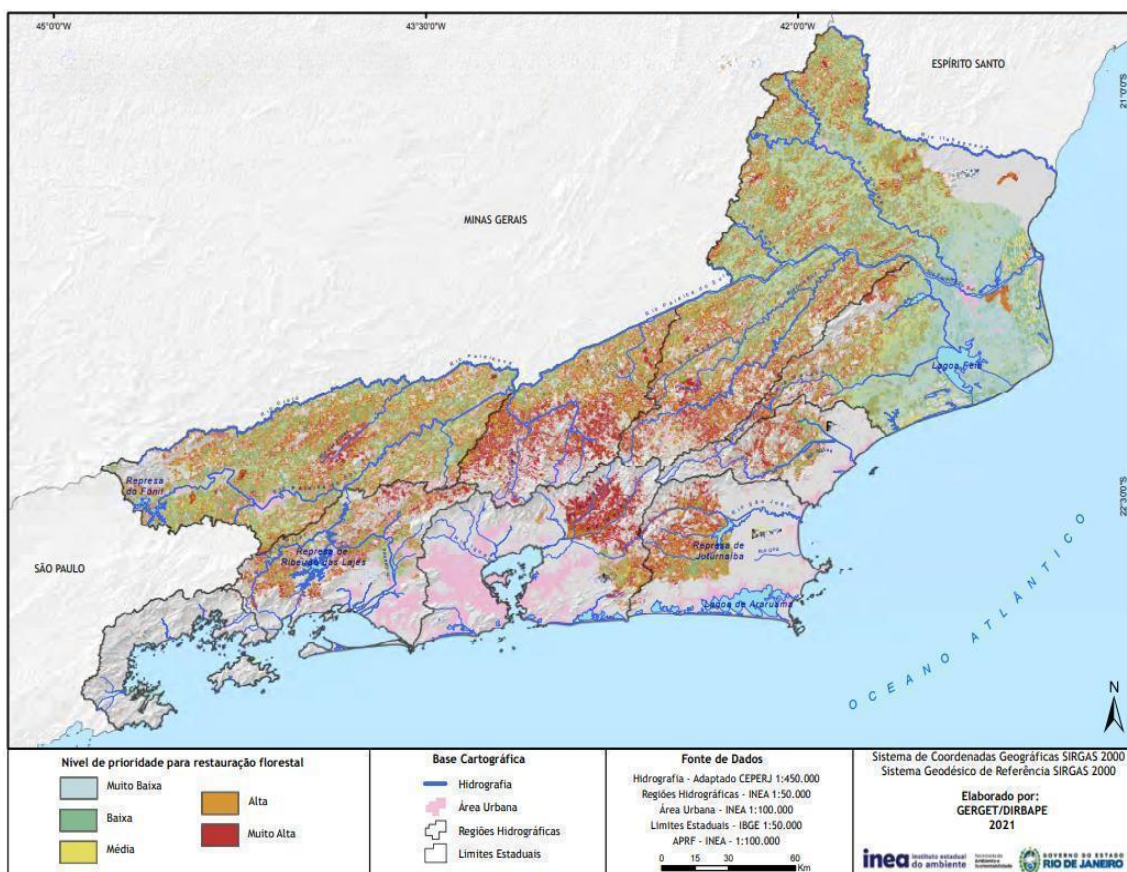 45°0'0"W
43°30'0"W
42°0'0"W
ESPÍRITO SANTO
21°0'0"S
MINAS GERAIS
Lagoa Feia
Represa
do Funil
22°30'0"S
SÃO PAULO
Represa de
Ribeirão das Lajes
Rio São João
Represa de
Juturnaíba
Lagoa de Araruama
OCEANO ATLÂNTICO
N
Nível de prioridade para restauração florestal
Muito Baixa
Baixa
Média
Alta
Muito Alta
Base Cartográfica
Hidrografia
Área Urbana
Regiões Hidrográficas
Limites Estaduais
Fonte de Dados
Hidrografia - Adaptado CEPERJ 1:450.000
Regiões Hidrográficas - INEA 1:50.000
Área Urbana - INEA 1:100.000
Limites Estaduais - IBGE 1:50.000
APRF - INEA - 1:100.000
0 15 30 60
Km
Sistema de Coordenadas Geográficas SIRGAS 2000
Sistema Geodésico de Referência SIRGAS 2000
Elaborado por:
GERGET/DIRBAPE
2021
inea instituto estadual
do ambiente
Secretaria do
Ambiente e
Sustentabilidade
GOVERNO DO ESTADO
RIO DE JANEIRO